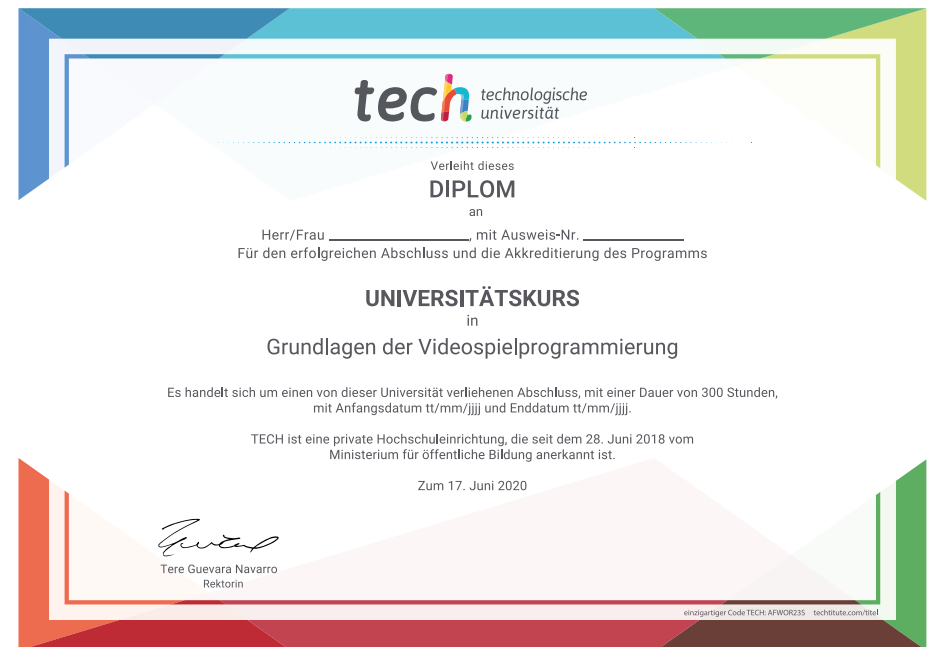 tech technologische
universität
Verleiht dieses
DIPLOM
an
Herr/Frau ____________, mit Ausweis-Nr. ____________
Für den erfolgreichen Abschluss und die Akkreditierung des Programms
UNIVERSITÄTSKURS
in
Grundlagen der Videospielprogrammierung
Es handelt sich um einen von dieser Universität verliehenen Abschluss, mit einer Dauer von 300 Stunden,
mit Anfangsdatum tt/mm/jjjj und Enddatum tt/mm/jjjj.
TECH ist eine private Hochschuleinrichtung, die seit dem 28. Juni 2018 vom
Ministerium für öffentliche Bildung anerkannt ist.
Zum 17. Juni 2020
Tere Guevara Navarro
Rektorin
einzigartiger Code TECH: AFWOR23S techtitute.com/titel